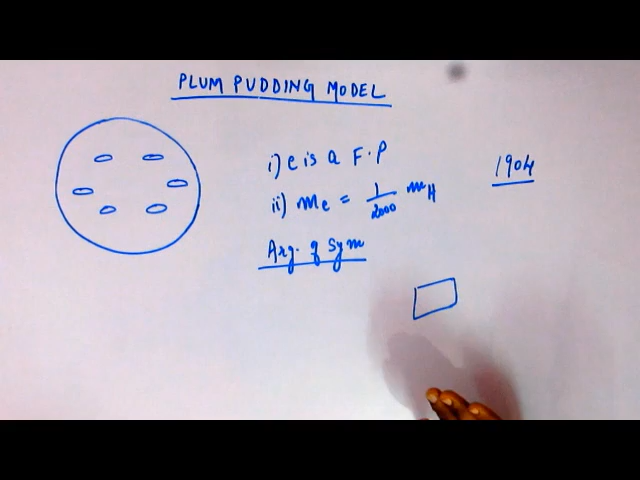 PLUM PUDDING MODEL
i) e is a F.P
ii) me = 1/2000 mH
Arg. of Sym
1904